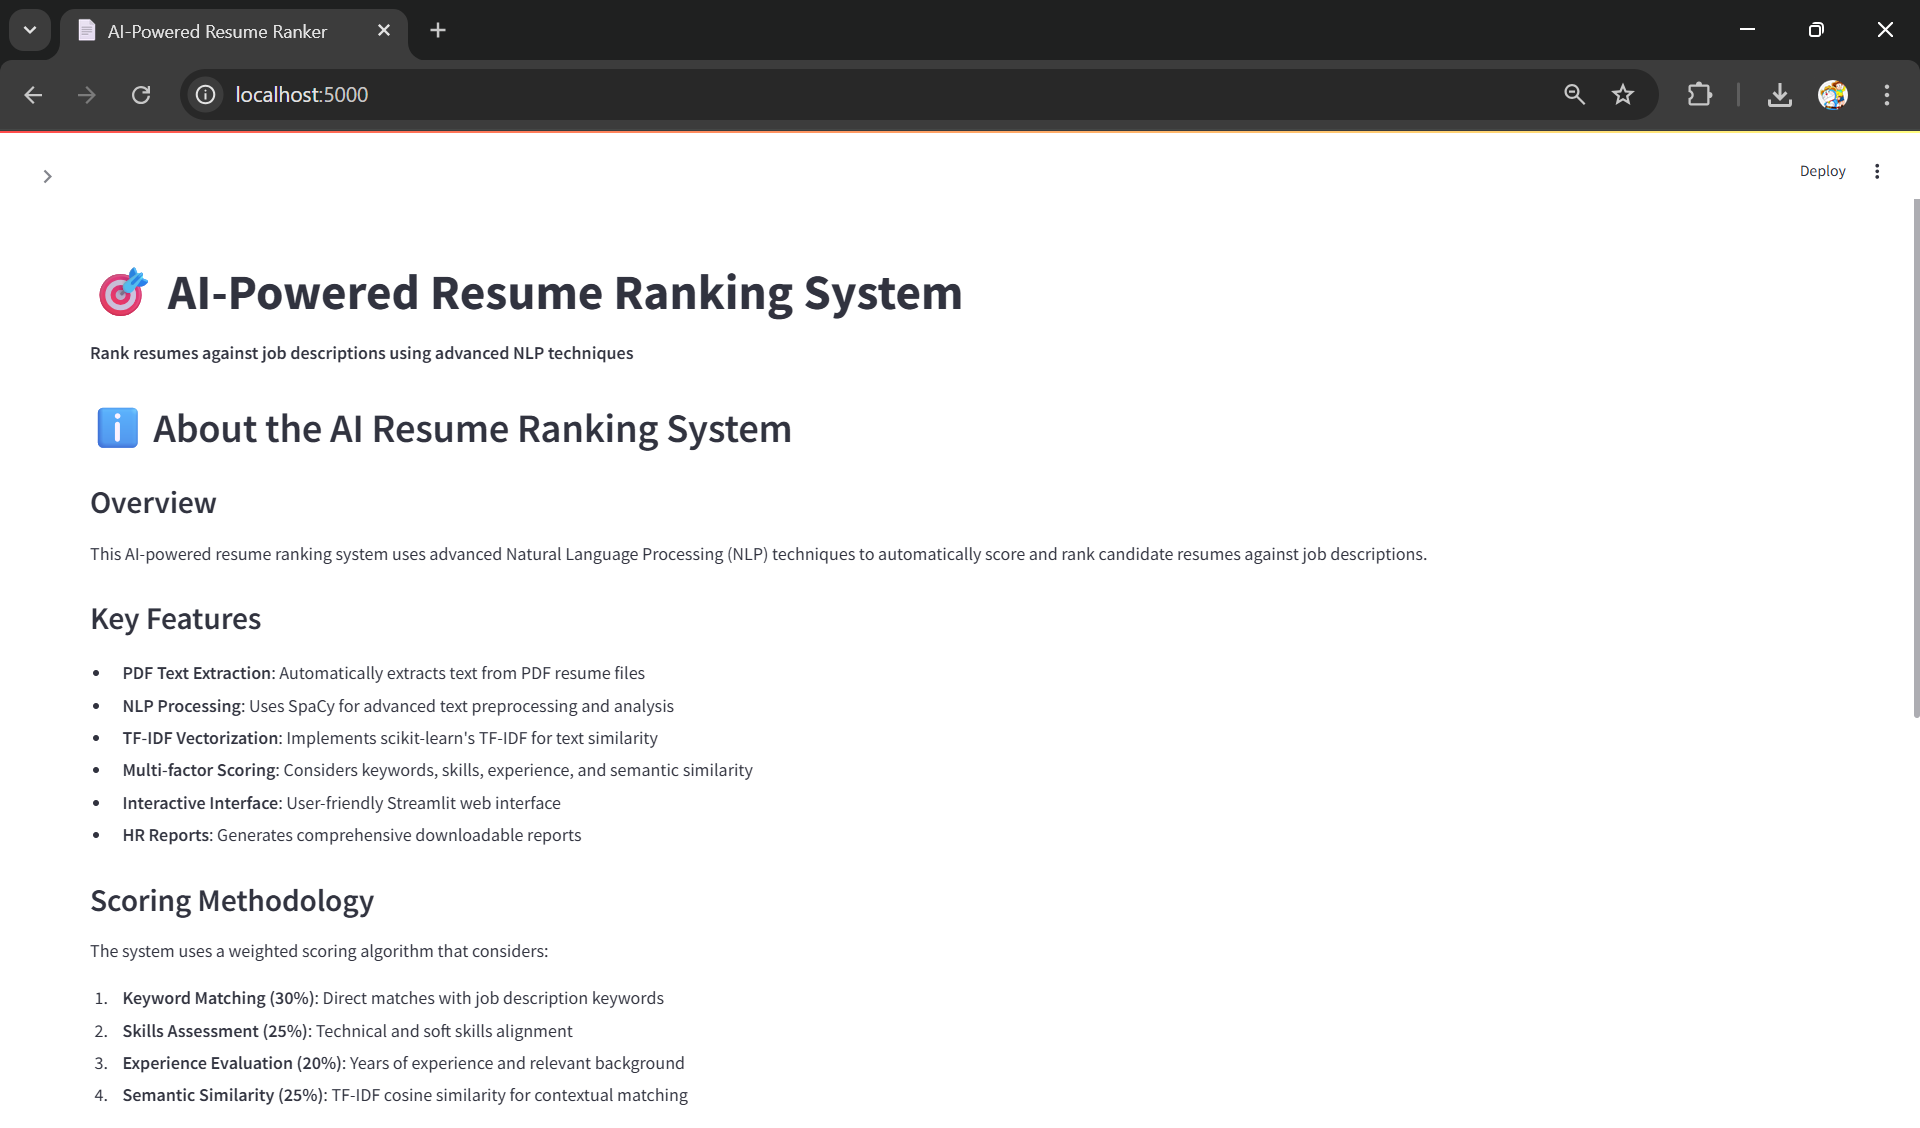 AI-Powered Resume Ranker
localhost:5000
Deploy
AI-Powered Resume Ranking System
Rank resumes against job descriptions using advanced NLP techniques
About the AI Resume Ranking System
Overview
This AI-powered resume ranking system uses advanced Natural Language Processing (NLP) techniques to automatically score and rank candidate resumes against job descriptions.
Key Features
• PDF Text Extraction: Automatically extracts text from PDF resume files
• NLP Processing: Uses SpaCy for advanced text preprocessing and analysis
• TF-IDF Vectorization: Implements scikit-learn's TF-IDF for text similarity
• Multi-factor Scoring: Considers keywords, skills, experience, and semantic similarity
• Interactive Interface: User-friendly Streamlit web interface
• HR Reports: Generates comprehensive downloadable reports
Scoring Methodology
The system uses a weighted scoring algorithm that considers:
1. Keyword Matching (30%): Direct matches with job description keywords
2. Skills Assessment (25%): Technical and soft skills alignment
3. Experience Evaluation (20%): Years of experience and relevant background
4. Semantic Similarity (25%): TF-IDF cosine similarity for contextual matching